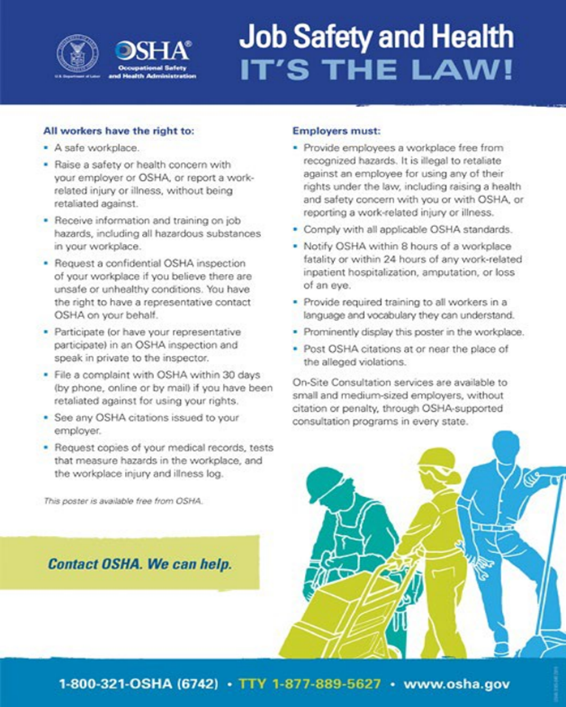 U.S. Department of Labor
OSHA®
Occupational Safety
and Health Administration
Job Safety and Health
IT'S THE LAW!
All workers have the right to:
• A safe workplace.
• Raise a safety or health concern with
your employer or OSHA, or report a work-
related injury or illness, without being
retaliated against.
• Receive information and training on job
hazards, including all hazardous substances
in your workplace.
• Request a confidential OSHA inspection
of your workplace if you believe there are
unsafe or unhealthy conditions. You have
the right to have a representative contact
OSHA on your behalf.
• Participate (or have your representative
participate) in an OSHA inspection and
speak in private to the inspector.
• File a complaint with OSHA within 30 days
(by phone, online or by mail) if you have been
retaliated against for using your rights.
• See any OSHA citations issued to your
employer.
• Request copies of your medical records, tests
that measure hazards in the workplace, and
the workplace injury and illness log.
This poster is available free from OSHA.
Contact OSHA. We can help.
Employers must:
• Provide employees a workplace free from
recognized hazards. It is illegal to retaliate
against an employee for using any of their
rights under the law, including raising a health
and safety concern with you or with OSHA, or
reporting a work-related injury or illness.
• Comply with all applicable OSHA standards.
• Notify OSHA within 8 hours of a workplace
fatality or within 24 hours of any work-related
inpatient hospitalization, amputation, or loss
of an eye.
• Provide required training to all workers in a
language and vocabulary they can understand.
• Prominently display this poster in the workplace.
• Post OSHA citations at or near the place of
the alleged violations.
On-Site Consultation services are available to
small and medium-sized employers, without
citation or penalty, through OSHA-supported
consultation programs in every state.
1-800-321-OSHA (6742) • TTY 1-877-889-5627 • www.osha.gov